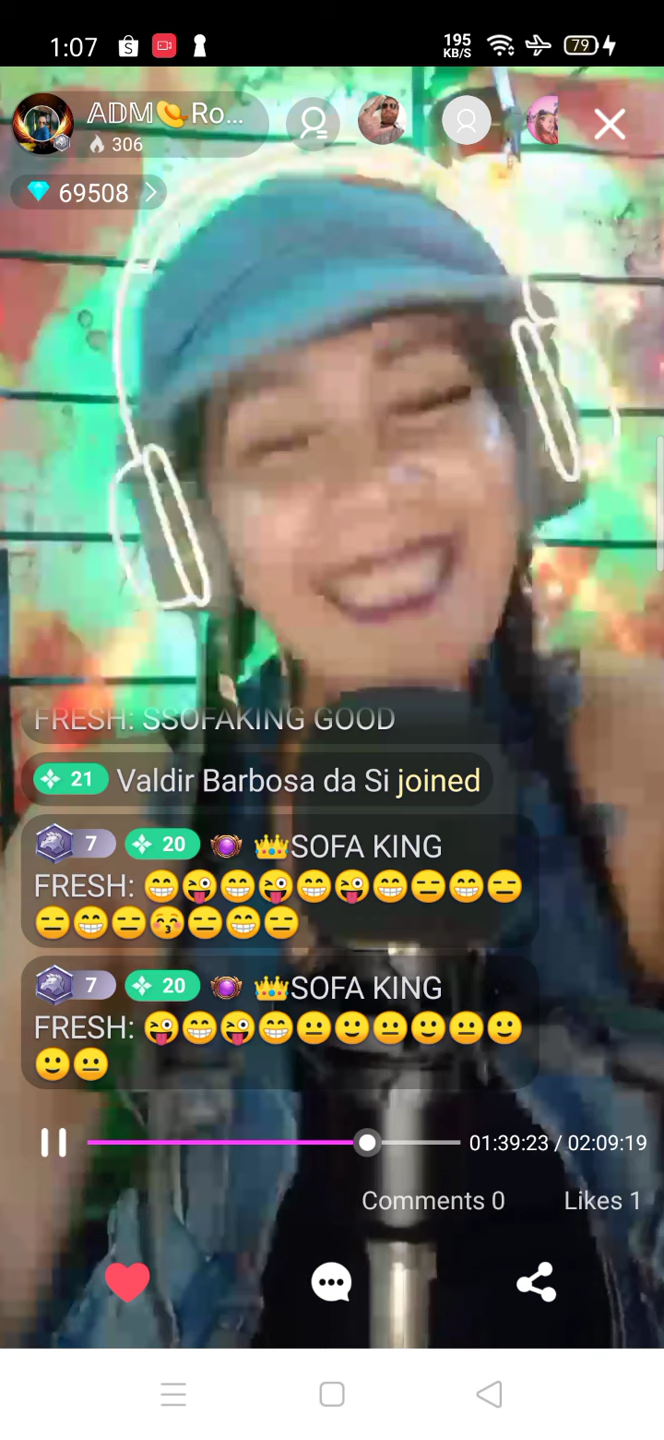 1:07
195
KB/S
79
𝔸𝔻𝕄👒Ro...
306
69508
FRESH: SSOFAKING GOOD
21 Valdir Barbosa da Si joined
7 20 👑SOFA KING
FRESH: 😁😜😁😜😁😜😁😑😁😑
😑😁😑😚😑😁😑
7 20 👑SOFA KING
FRESH: 😜😁😜😁😐🙂😐🙂😐🙂
🙂😐
01:39:23 / 02:09:19
Comments 0 Likes 1